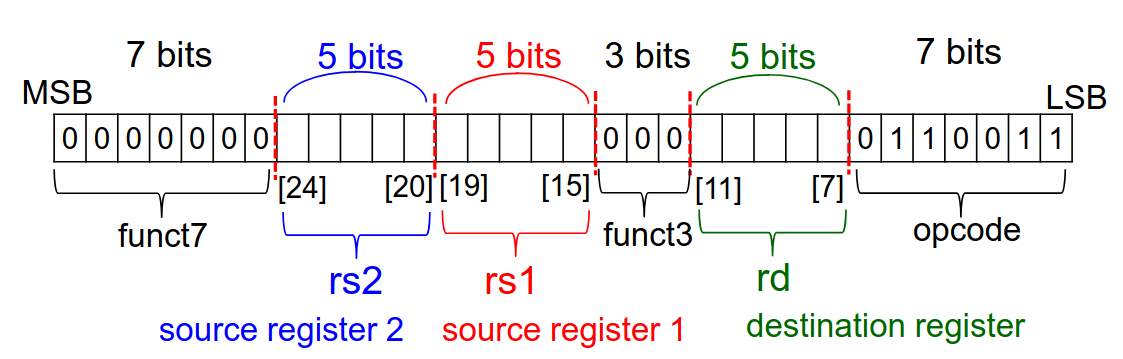 7 bits 5 bits 5 bits 3 bits 5 bits 7 bits
MSB LSB
0 0 0 0 0 0 0 0 0 0 0 1 1 0 0 1 1
[24] [20] [19] [15] [11] [7]
funct7 funct3 opcode
rs2 rs1 rd
source register 2 source register 1 destination register